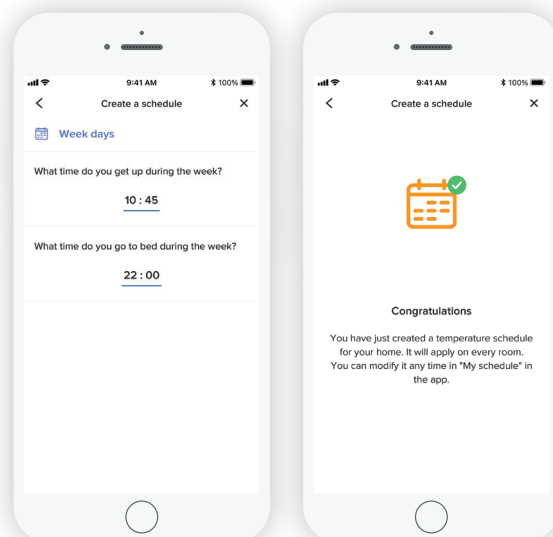 9:41 AM
100%
Create a schedule
Week days
What time do you get up during the week?
10 : 45
What time do you go to bed during the week?
22 : 00
9:41 AM
100%
Create a schedule
Congratulations
You have just created a temperature schedule
for your home. It will apply on every room.
You can modify it any time in "My schedule" in
the app.